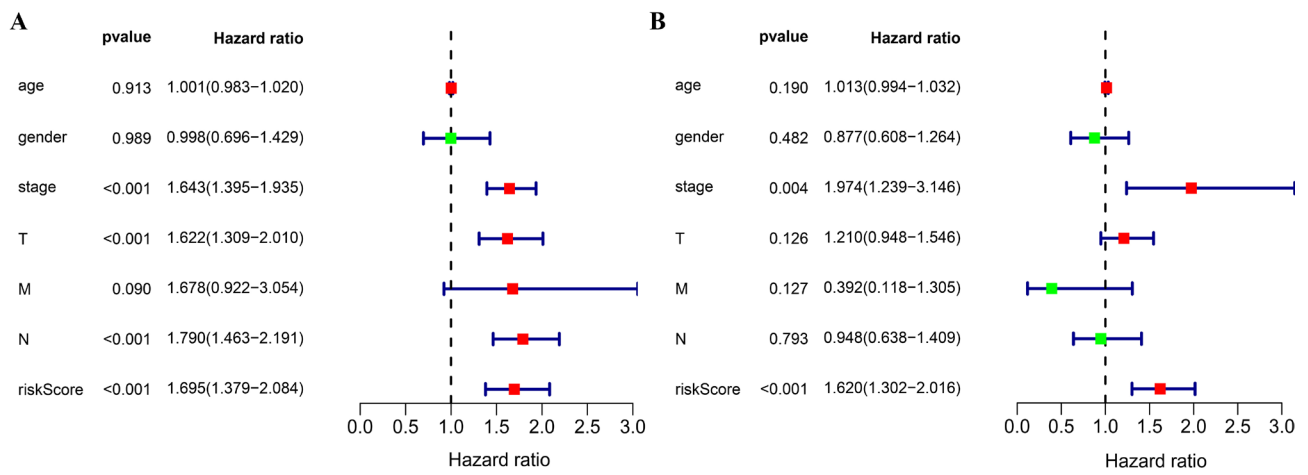 A
pvalue Hazard ratio
age 0.913 1.001(0.983−1.020)
gender 0.989 0.998(0.696−1.429)
stage <0.001 1.643(1.395−1.935)
T <0.001 1.622(1.309−2.010)
M 0.090 1.678(0.922−3.054)
N <0.001 1.790(1.463−2.191)
riskScore <0.001 1.695(1.379−2.084)
0.0 0.5 1.0 1.5 2.0 2.5 3.0
Hazard ratio
B
pvalue Hazard ratio
age 0.190 1.013(0.994−1.032)
gender 0.482 0.877(0.608−1.264)
stage 0.004 1.974(1.239−3.146)
T 0.126 1.210(0.948−1.546)
M 0.127 0.392(0.118−1.305)
N 0.793 0.948(0.638−1.409)
riskScore <0.001 1.620(1.302−2.016)
0.0 0.5 1.0 1.5 2.0 2.5 3.0
Hazard ratio